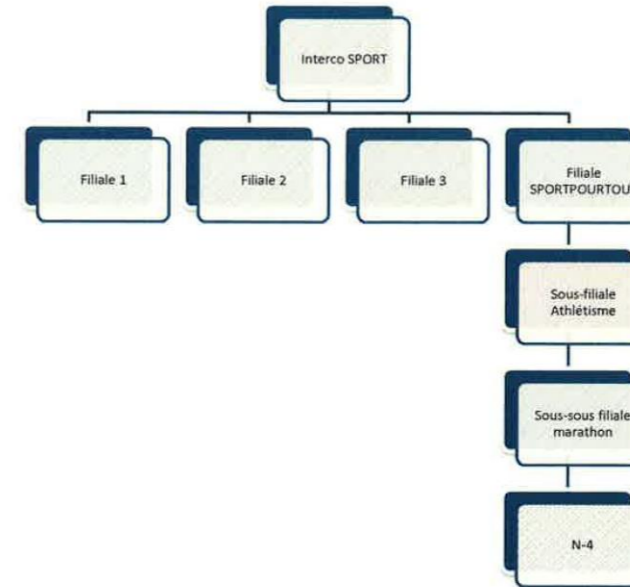 Interco SPORT
Filiale 1
Filiale 2
Filiale 3
Filiale
SPORTPOURTOU
Sous-filiale
Athlétisme
Sous-sous filiale
marathon
N-4